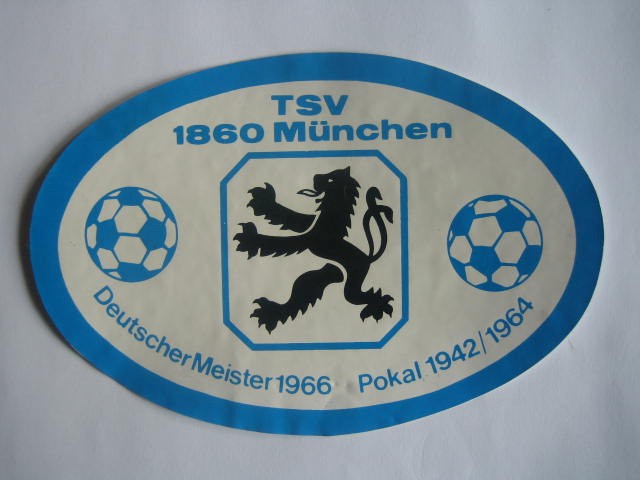 TSV
1860 München
Deutscher Meister 1966 Pokal 1942/1964